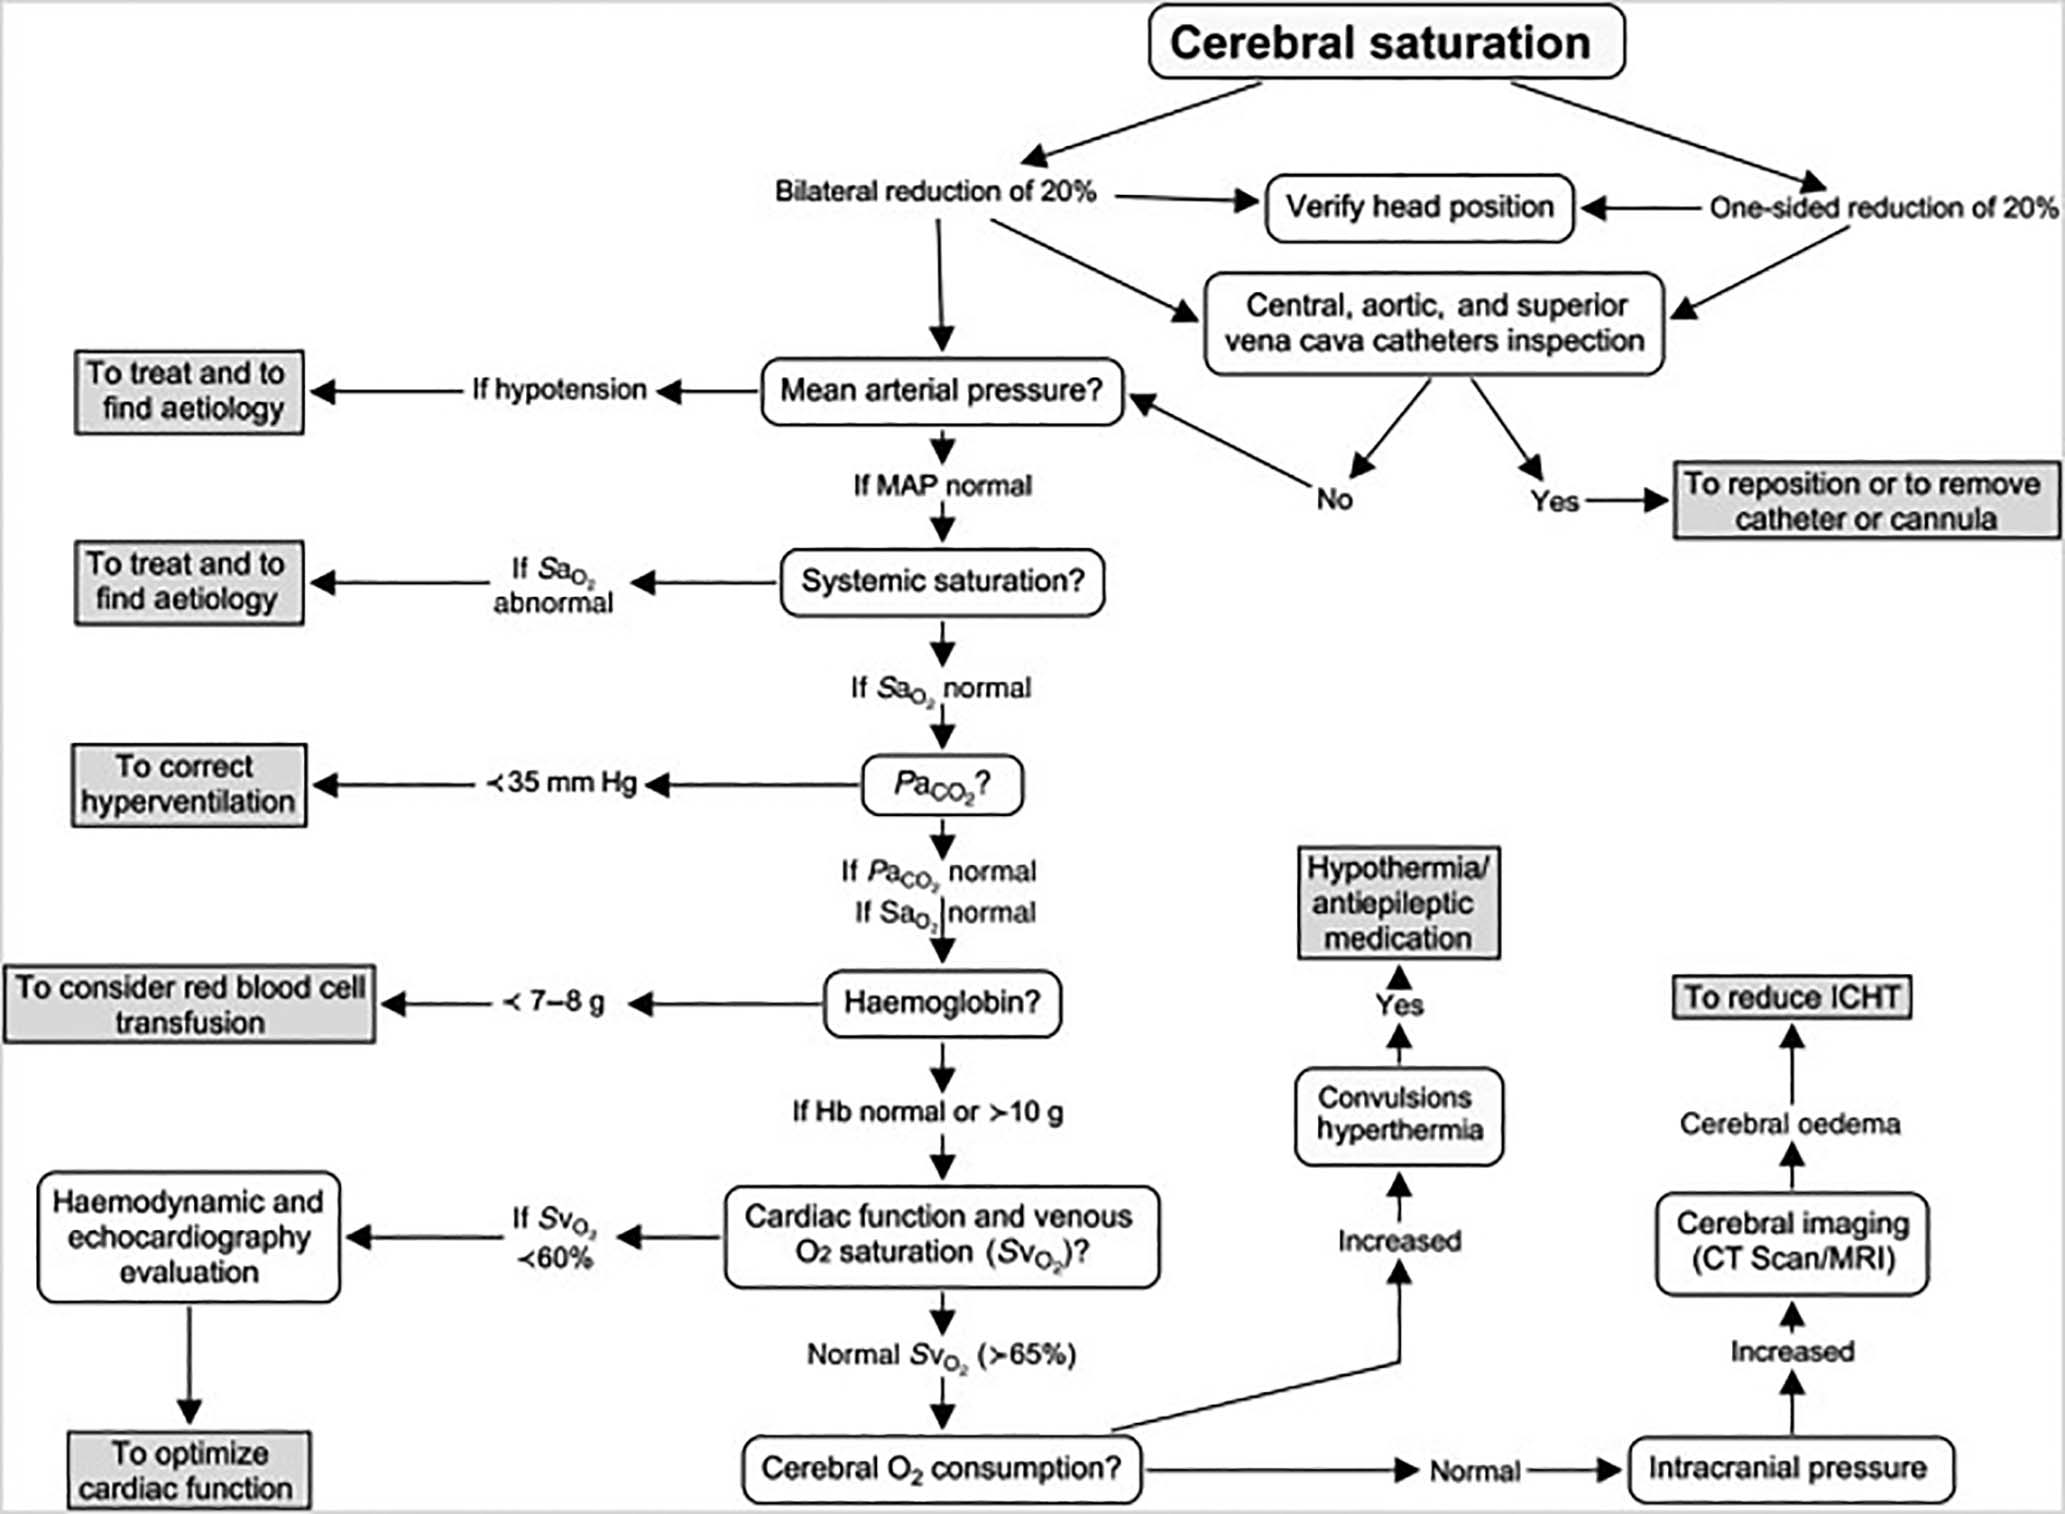 Cerebral saturation
Bilateral reduction of 20%
Verify head position
One-sided reduction of 20%
Central, aortic, and superior
vena cava catheters inspection
To treat and to
find aetiology
If hypotension
Mean arterial pressure?
If MAP normal
No
Yes
To reposition or to remove
catheter or cannula
To treat and to
find aetiology
If SaO₂
abnormal
Systemic saturation?
If SaO₂ normal
To correct
hyperventilation
<35 mm Hg
PaCO₂?
If PaCO₂ normal
If SaO₂ normal
To consider red blood cell
transfusion
< 7–8 g
Haemoglobin?
If Hb normal or >10 g
Haemodynamic and
echocardiography
evaluation
If SvO₂
<60%
Cardiac function and venous
O2 saturation (SvO₂)?
Normal SvO₂ (>65%)
To optimize
cardiac function
Cerebral O₂ consumption?
Hypothermia/
antiepileptic
medication
Yes
Convulsions
hyperthermia
Increased
Normal
Intracranial pressure
Increased
Cerebral imaging
(CT Scan/MRI)
Cerebral oedema
To reduce ICHT